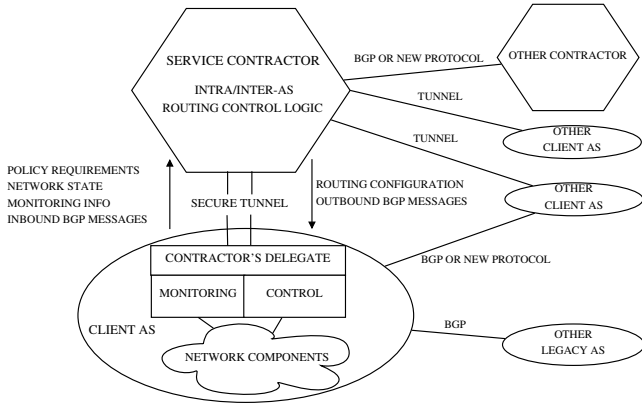 SERVICE CONTRACTOR
INTRA/INTER-AS
ROUTING CONTROL LOGIC
BGP OR NEW PROTOCOL
OTHER CONTRACTOR
TUNNEL
OTHER
CLIENT AS
TUNNEL
OTHER
CLIENT AS
POLICY REQUIREMENTS
NETWORK STATE
MONITORING INFO
INBOUND BGP MESSAGES
SECURE TUNNEL
ROUTING CONFIGURATION
OUTBOUND BGP MESSAGES
CONTRACTOR'S DELEGATE
MONITORING
CONTROL
BGP OR NEW PROTOCOL
CLIENT AS
NETWORK COMPONENTS
BGP
OTHER
LEGACY AS